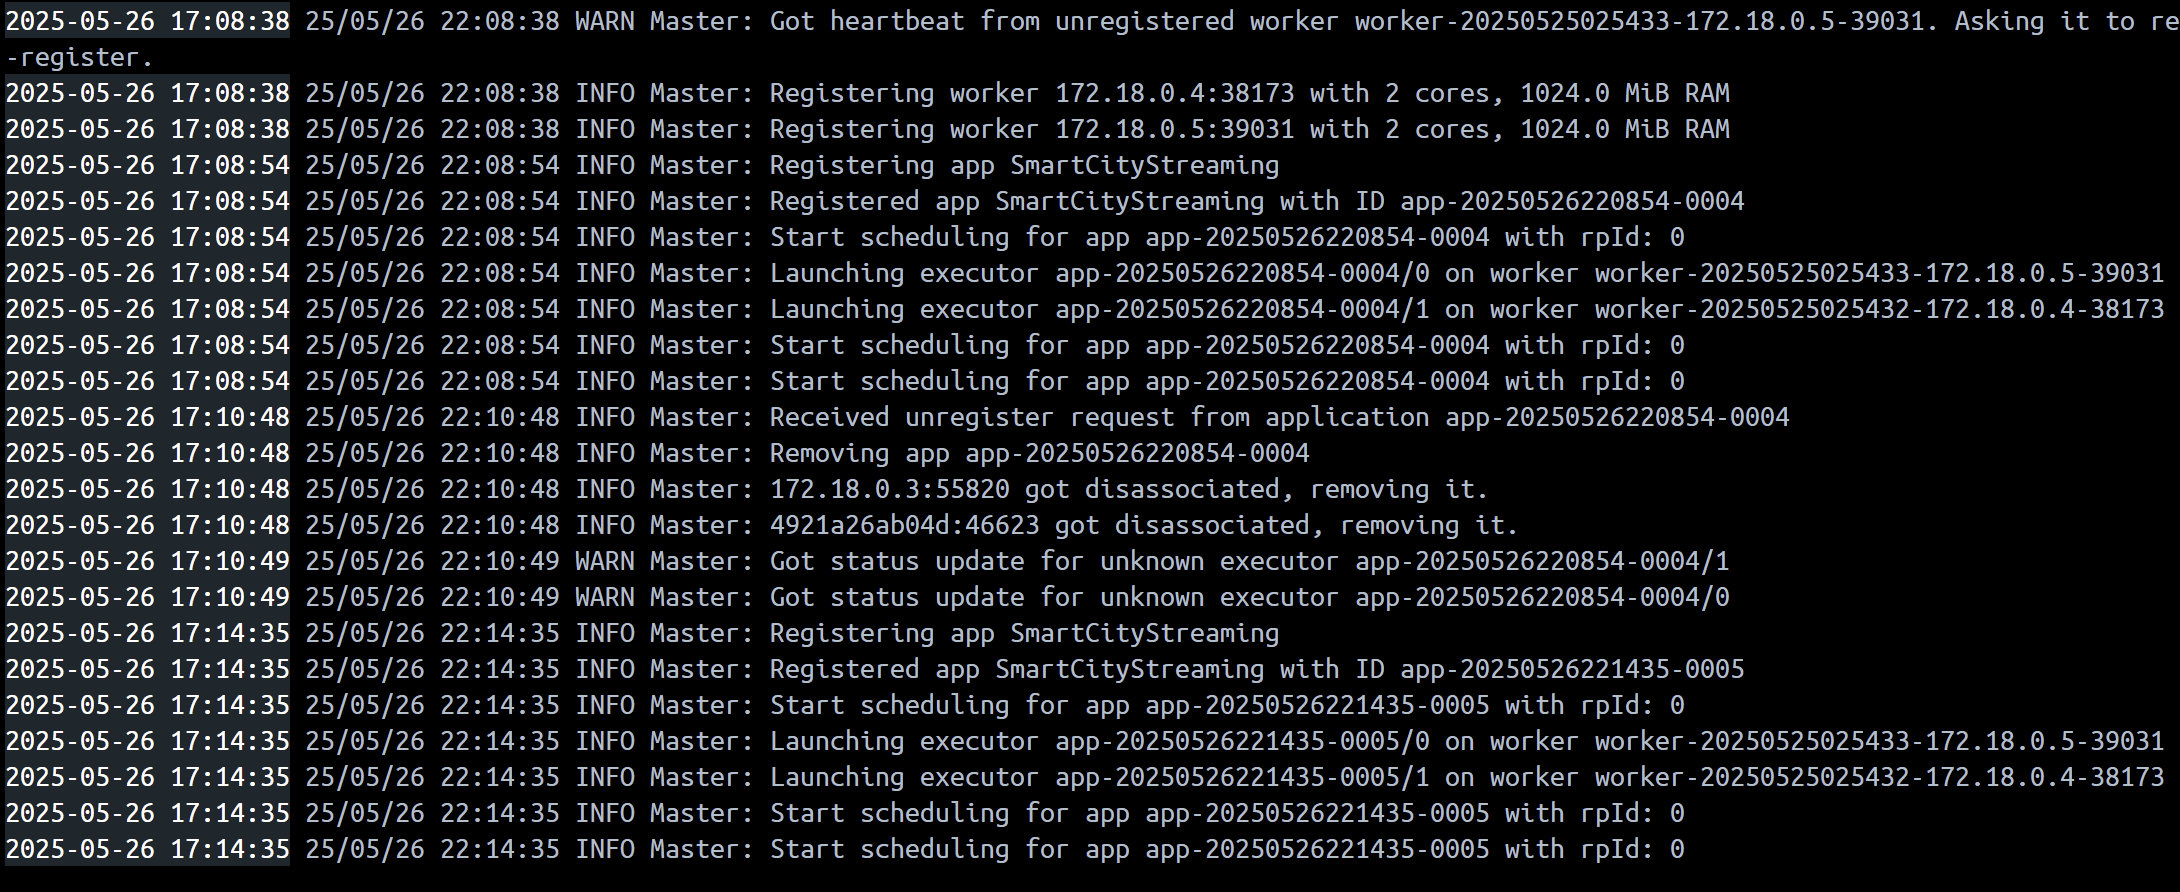 2025-05-26 17:08:38 25/05/26 22:08:38 WARN Master: Got heartbeat from unregistered worker worker-20250525025433-172.18.0.5-39031. Asking it to re
-register.
2025-05-26 17:08:38 25/05/26 22:08:38 INFO Master: Registering worker 172.18.0.4:38173 with 2 cores, 1024.0 MiB RAM
2025-05-26 17:08:38 25/05/26 22:08:38 INFO Master: Registering worker 172.18.0.5:39031 with 2 cores, 1024.0 MiB RAM
2025-05-26 17:08:54 25/05/26 22:08:54 INFO Master: Registering app SmartCityStreaming
2025-05-26 17:08:54 25/05/26 22:08:54 INFO Master: Registered app SmartCityStreaming with ID app-20250526220854-0004
2025-05-26 17:08:54 25/05/26 22:08:54 INFO Master: Start scheduling for app app-20250526220854-0004 with rpId: 0
2025-05-26 17:08:54 25/05/26 22:08:54 INFO Master: Launching executor app-20250526220854-0004/0 on worker worker-20250525025433-172.18.0.5-39031
2025-05-26 17:08:54 25/05/26 22:08:54 INFO Master: Launching executor app-20250526220854-0004/1 on worker worker-20250525025432-172.18.0.4-38173
2025-05-26 17:08:54 25/05/26 22:08:54 INFO Master: Start scheduling for app app-20250526220854-0004 with rpId: 0
2025-05-26 17:08:54 25/05/26 22:08:54 INFO Master: Start scheduling for app app-20250526220854-0004 with rpId: 0
2025-05-26 17:10:48 25/05/26 22:10:48 INFO Master: Received unregister request from application app-20250526220854-0004
2025-05-26 17:10:48 25/05/26 22:10:48 INFO Master: Removing app app-20250526220854-0004
2025-05-26 17:10:48 25/05/26 22:10:48 INFO Master: 172.18.0.3:55820 got disassociated, removing it.
2025-05-26 17:10:48 25/05/26 22:10:48 INFO Master: 4921a26ab04d:46623 got disassociated, removing it.
2025-05-26 17:10:49 25/05/26 22:10:49 WARN Master: Got status update for unknown executor app-20250526220854-0004/1
2025-05-26 17:10:49 25/05/26 22:10:49 WARN Master: Got status update for unknown executor app-20250526220854-0004/0
2025-05-26 17:14:35 25/05/26 22:14:35 INFO Master: Registering app SmartCityStreaming
2025-05-26 17:14:35 25/05/26 22:14:35 INFO Master: Registered app SmartCityStreaming with ID app-20250526221435-0005
2025-05-26 17:14:35 25/05/26 22:14:35 INFO Master: Start scheduling for app app-20250526221435-0005 with rpId: 0
2025-05-26 17:14:35 25/05/26 22:14:35 INFO Master: Launching executor app-20250526221435-0005/0 on worker worker-20250525025433-172.18.0.5-39031
2025-05-26 17:14:35 25/05/26 22:14:35 INFO Master: Launching executor app-20250526221435-0005/1 on worker worker-20250525025432-172.18.0.4-38173
2025-05-26 17:14:35 25/05/26 22:14:35 INFO Master: Start scheduling for app app-20250526221435-0005 with rpId: 0
2025-05-26 17:14:35 25/05/26 22:14:35 INFO Master: Start scheduling for app app-20250526221435-0005 with rpId: 0